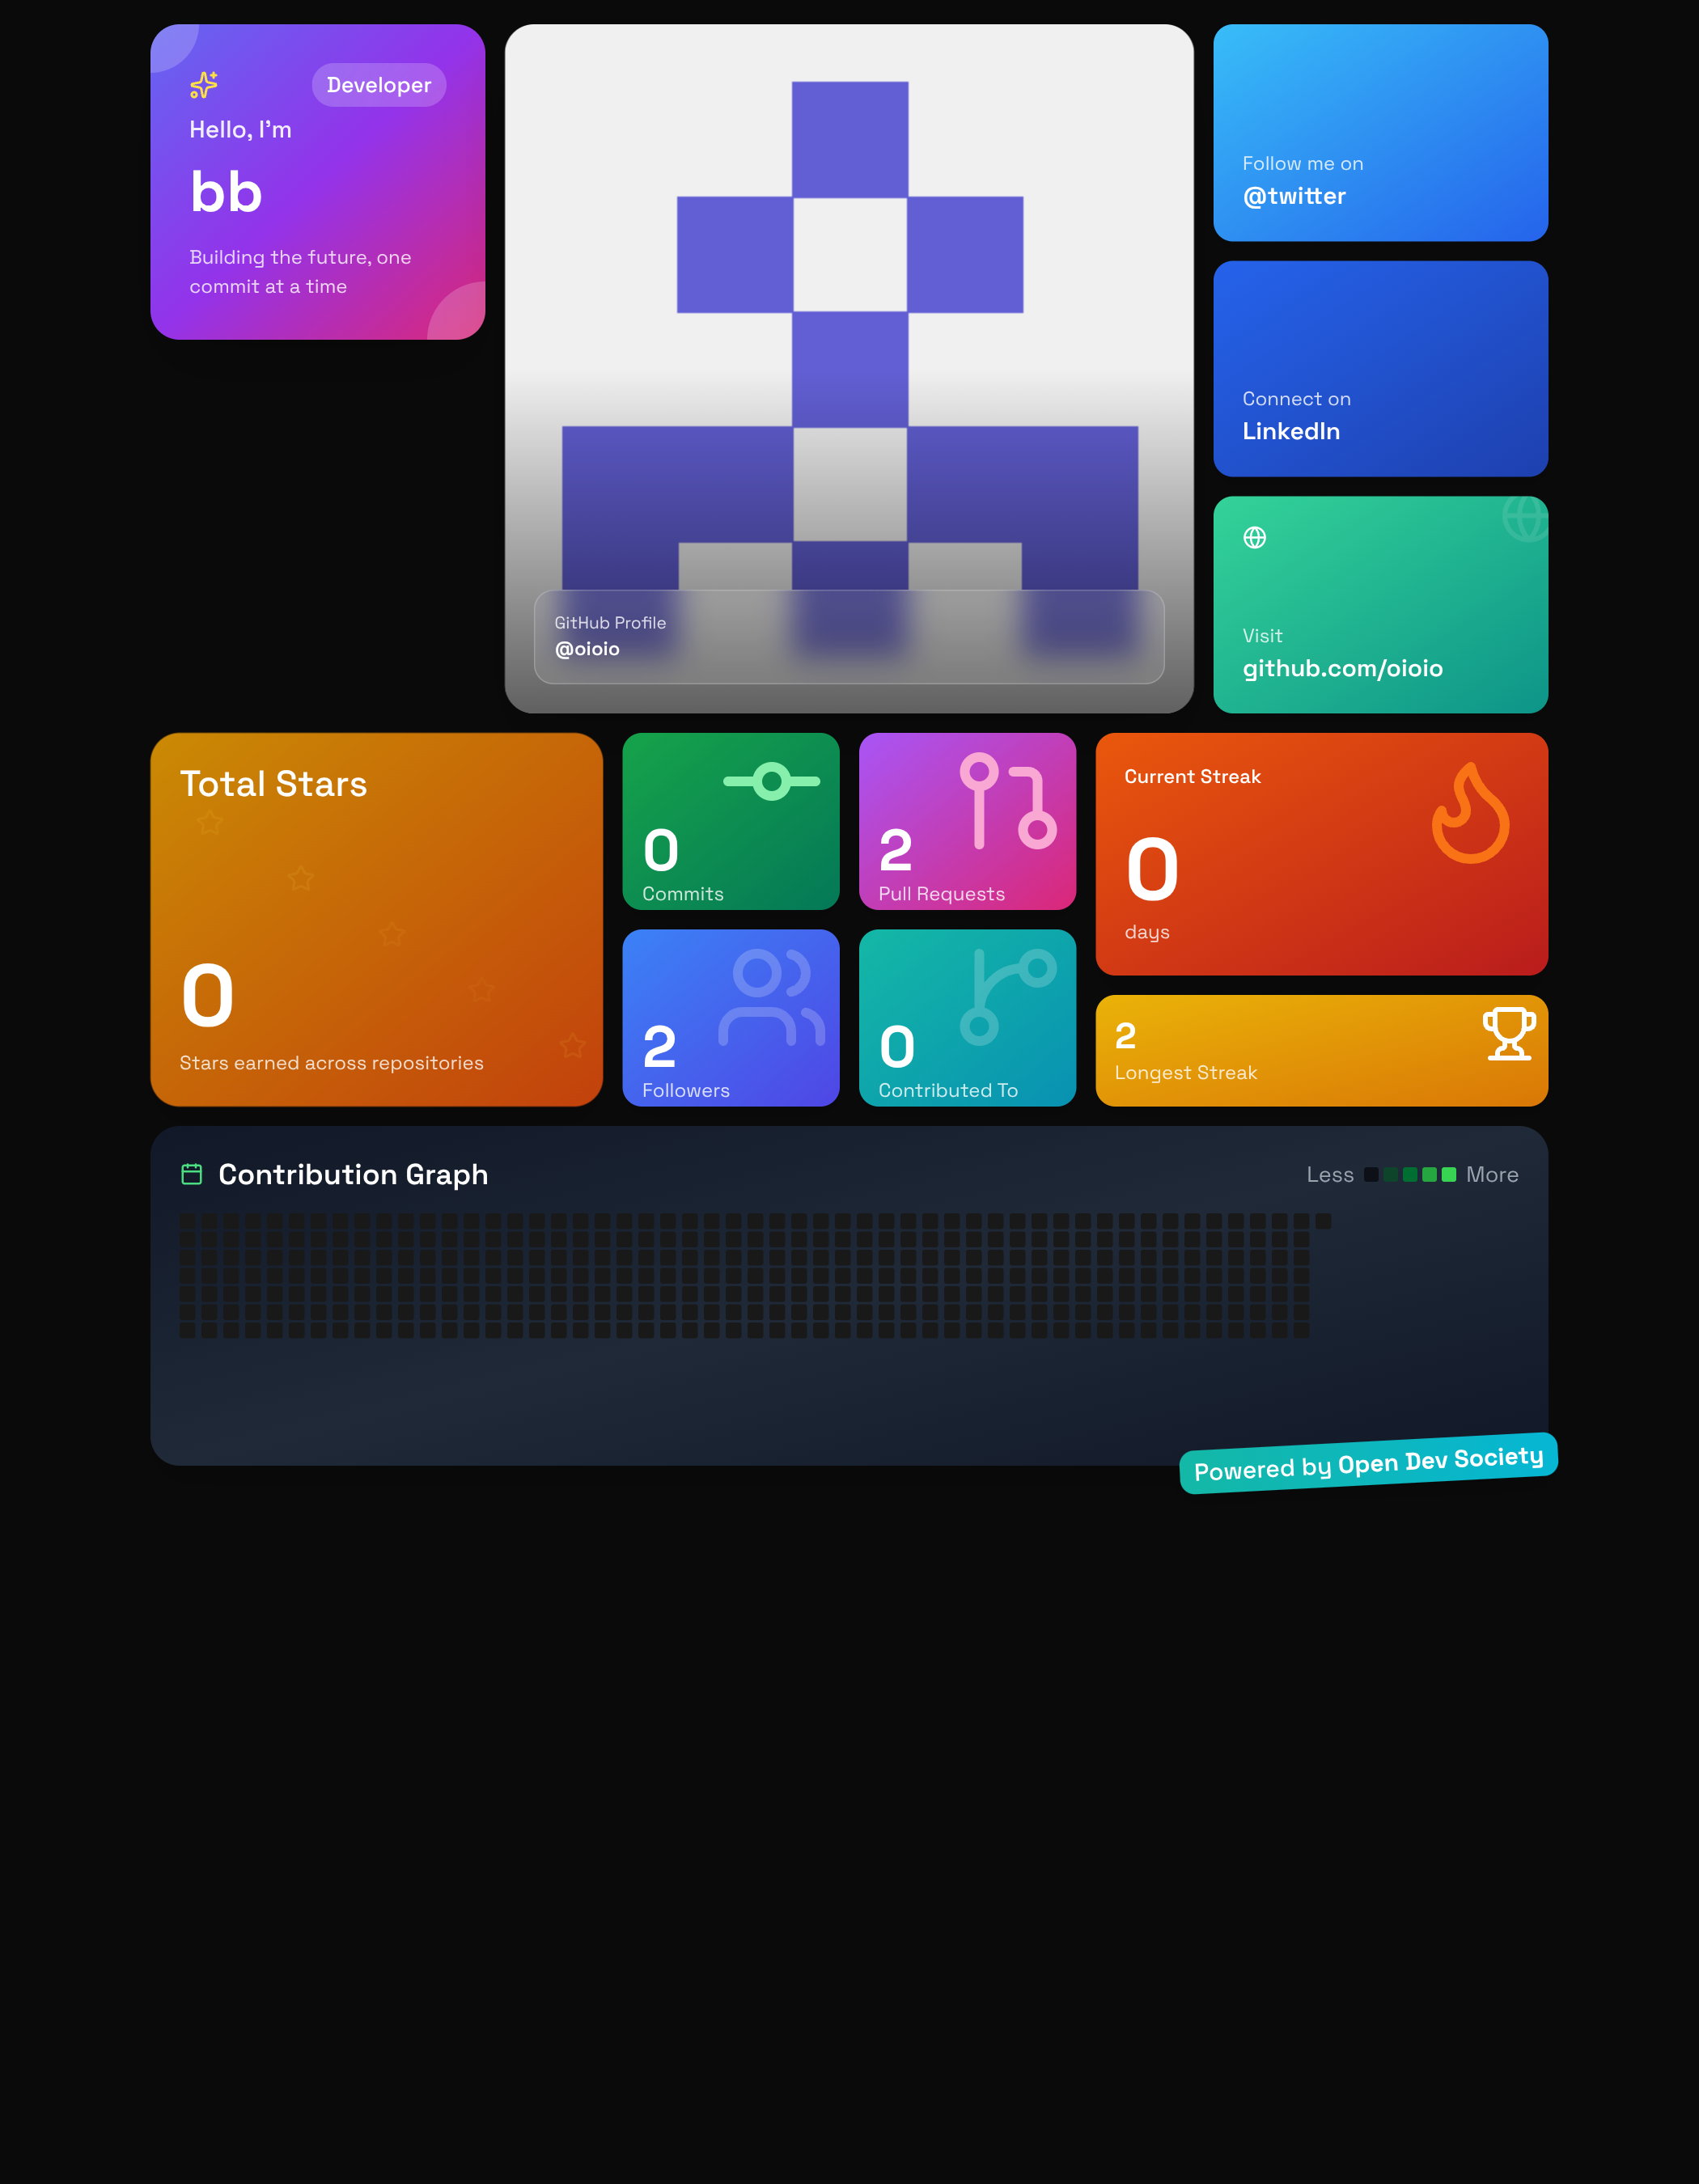 Developer
Hello, I'm
bb
Building the future, one
commit at a time
GitHub Profile
@oioio
Follow me on
@twitter
Connect on
LinkedIn
Visit
github.com/oioio
Total Stars
0
Stars earned across repositories
0
Commits
2
Pull Requests
2
Followers
0
Contributed To
Current Streak
0
days
2
Longest Streak
Contribution Graph
Less More
Powered by Open Dev Society